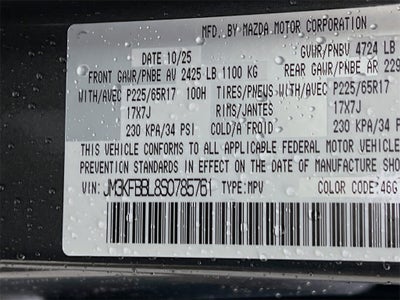 MFD. BY MAZDA MOTOR CORPORATION
DATE 10/25 GVWR/PNBV 4724 LB
FRONT GAWR/PNBE AV 2425 LB 1100 KG REAR GAWR/PNBE AR 229
WITH/AVEC P225/65R17 100H TIRES/PNEUS WITH/AVEC P225/65R17
17X7J RIMS/JANTES 17X7J
230 KPA/34 PSI COLD/A FROID 230 KPA/34
THIS VEHICLE CONFORMS TO ALL APPLICABLE FEDERAL MOTOR VEHICLE
PREVENTION STANDARDS IN EFFECT ON THE DATE OF MANUFACTURE SHO
VIN: JM3KFBBL8S0785761 TYPE:MPV COLOR CODE:46G